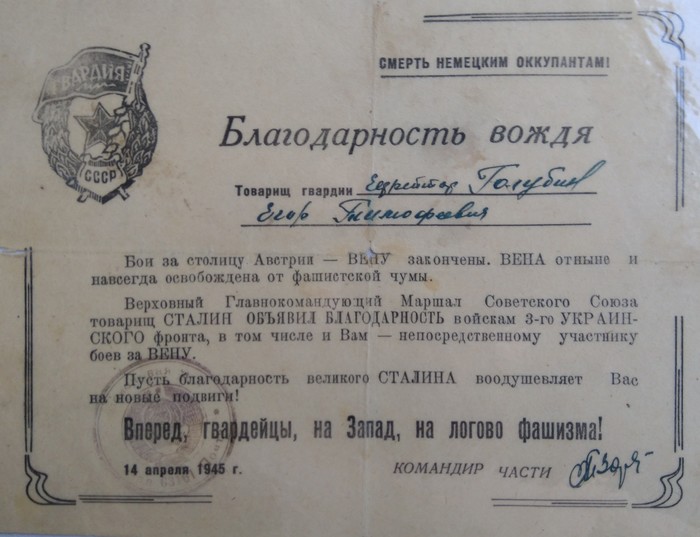 ГВАРДИЯ
СССР
СМЕРТЬ НЕМЕЦКИМ ОККУПАНТАМ!
Благодарность вождя
Товарищ гвардии ефрейтор Голубин
Егор Тимофеевич
Бои за столицу Австрия — ВЕНУ закончены. ВЕНА отныне и
навсегда освобождена от фашистской чумы.
Верховный Главнокомандующий Маршал Советского Союза
товарищ СТАЛИН ОБЪЯВИЛ БЛАГОДАРНОСТЬ войскам 3-го УКРАИН-
СКОГО фронта, в том числе и Вам — непосредственному участнику
боев за ВЕНУ.
Пусть благодарность великого СТАЛИНА воодушевляет Вас
на новые подвиги!
Вперед, гвардейцы, на Запад, на логово фашизма!
14 апреля 1945 г.
КОМАНДИР ЧАСТИ